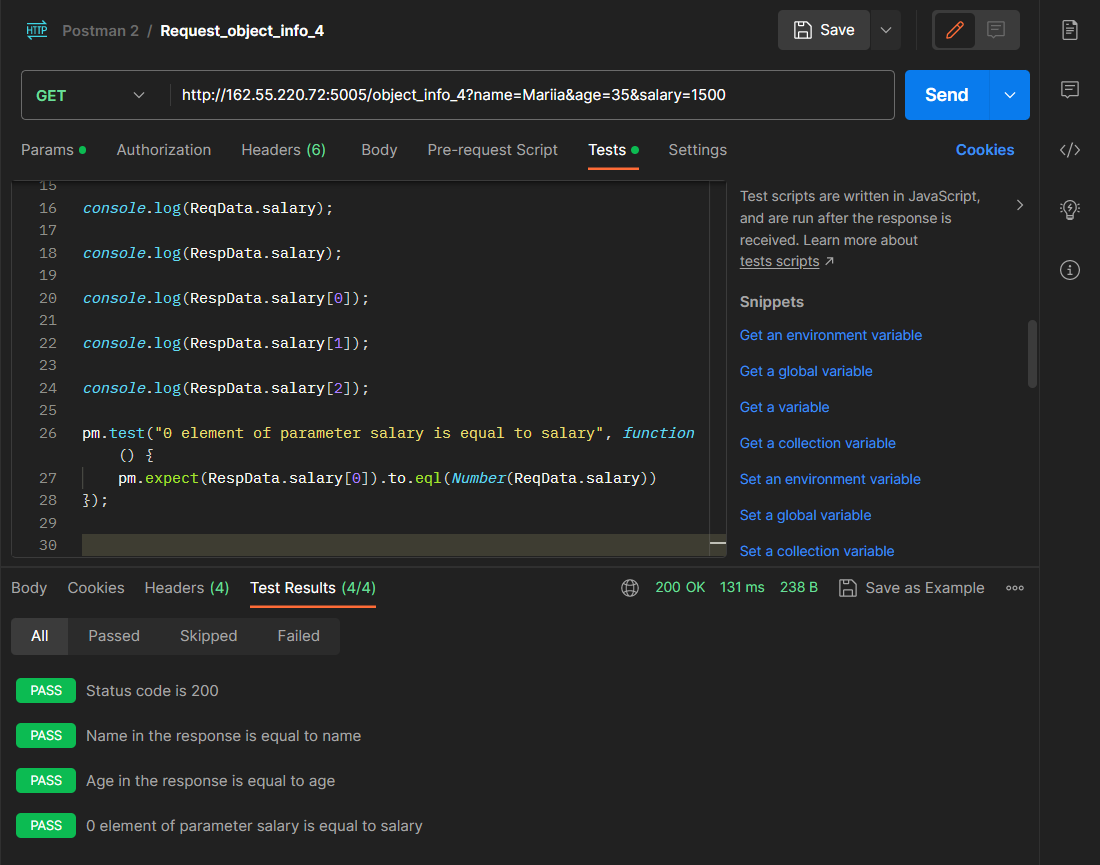 HTTP Postman 2 / Request_object_info_4 Save
GET http://162.55.220.72:5005/object_info_4?name=Mariia&age=35&salary=1500 Send
Params Authorization Headers (6) Body Pre-request Script Tests Settings Cookies
15
16 console.log(ReqData.salary);
17
18 console.log(RespData.salary);
19
20 console.log(RespData.salary[0]);
21
22 console.log(RespData.salary[1]);
23
24 console.log(RespData.salary[2]);
25
26 pm.test("0 element of parameter salary is equal to salary", function
() {
27 pm.expect(RespData.salary[0]).to.eql(Number(ReqData.salary))
28 });
29
30
Test scripts are written in JavaScript,
and are run after the response is
received. Learn more about
tests scripts ↗
Snippets
Get an environment variable
Get a global variable
Get a variable
Get a collection variable
Set an environment variable
Set a global variable
Set a collection variable
Body Cookies Headers (4) Test Results (4/4) 200 OK 131 ms 238 B Save as Example
All Passed Skipped Failed
PASS Status code is 200
PASS Name in the response is equal to name
PASS Age in the response is equal to age
PASS 0 element of parameter salary is equal to salary